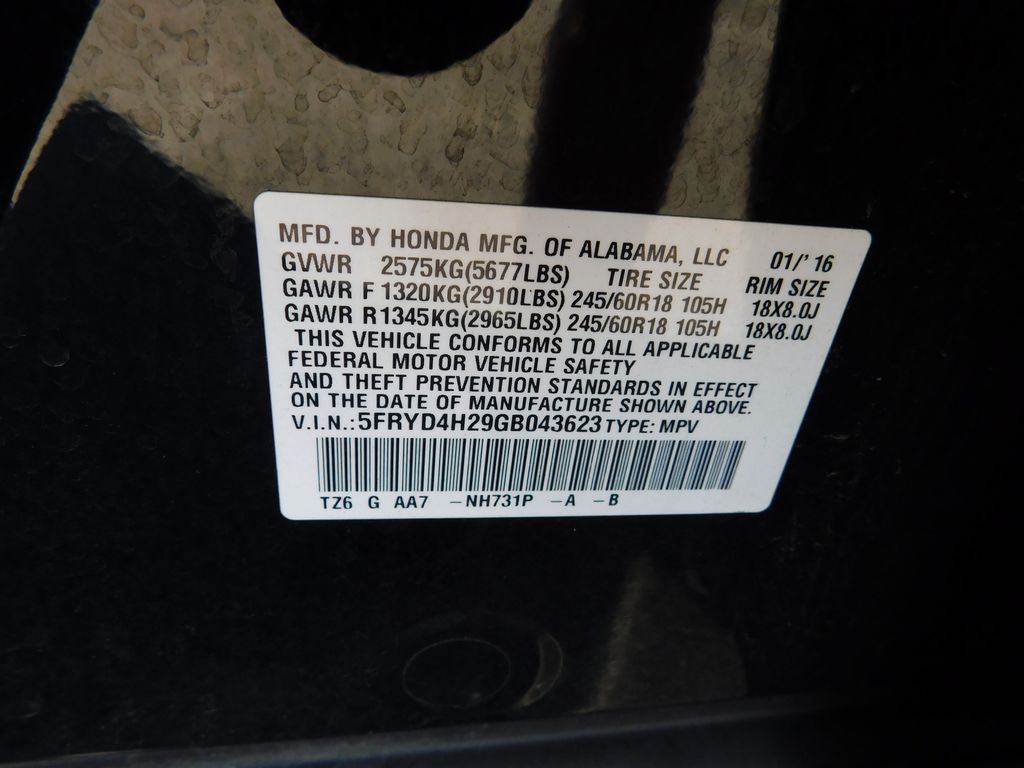 MFD. BY HONDA MFG. OF ALABAMA, LLC 01/'16
GVWR 2575KG(5677LBS) TIRE SIZE RIM SIZE
GAWR F 1320KG(2910LBS) 245/60R18 105H 18X8.0J
GAWR R1345KG(2965LBS) 245/60R18 105H 18X8.0J
THIS VEHICLE CONFORMS TO ALL APPLICABLE
FEDERAL MOTOR VEHICLE SAFETY
AND THEFT PREVENTION STANDARDS IN EFFECT
ON THE DATE OF MANUFACTURE SHOWN ABOVE.
V.I.N.:5FRYD4H29GB043623 TYPE: MPV
TZ6 G AA7 -NH731P -A -B